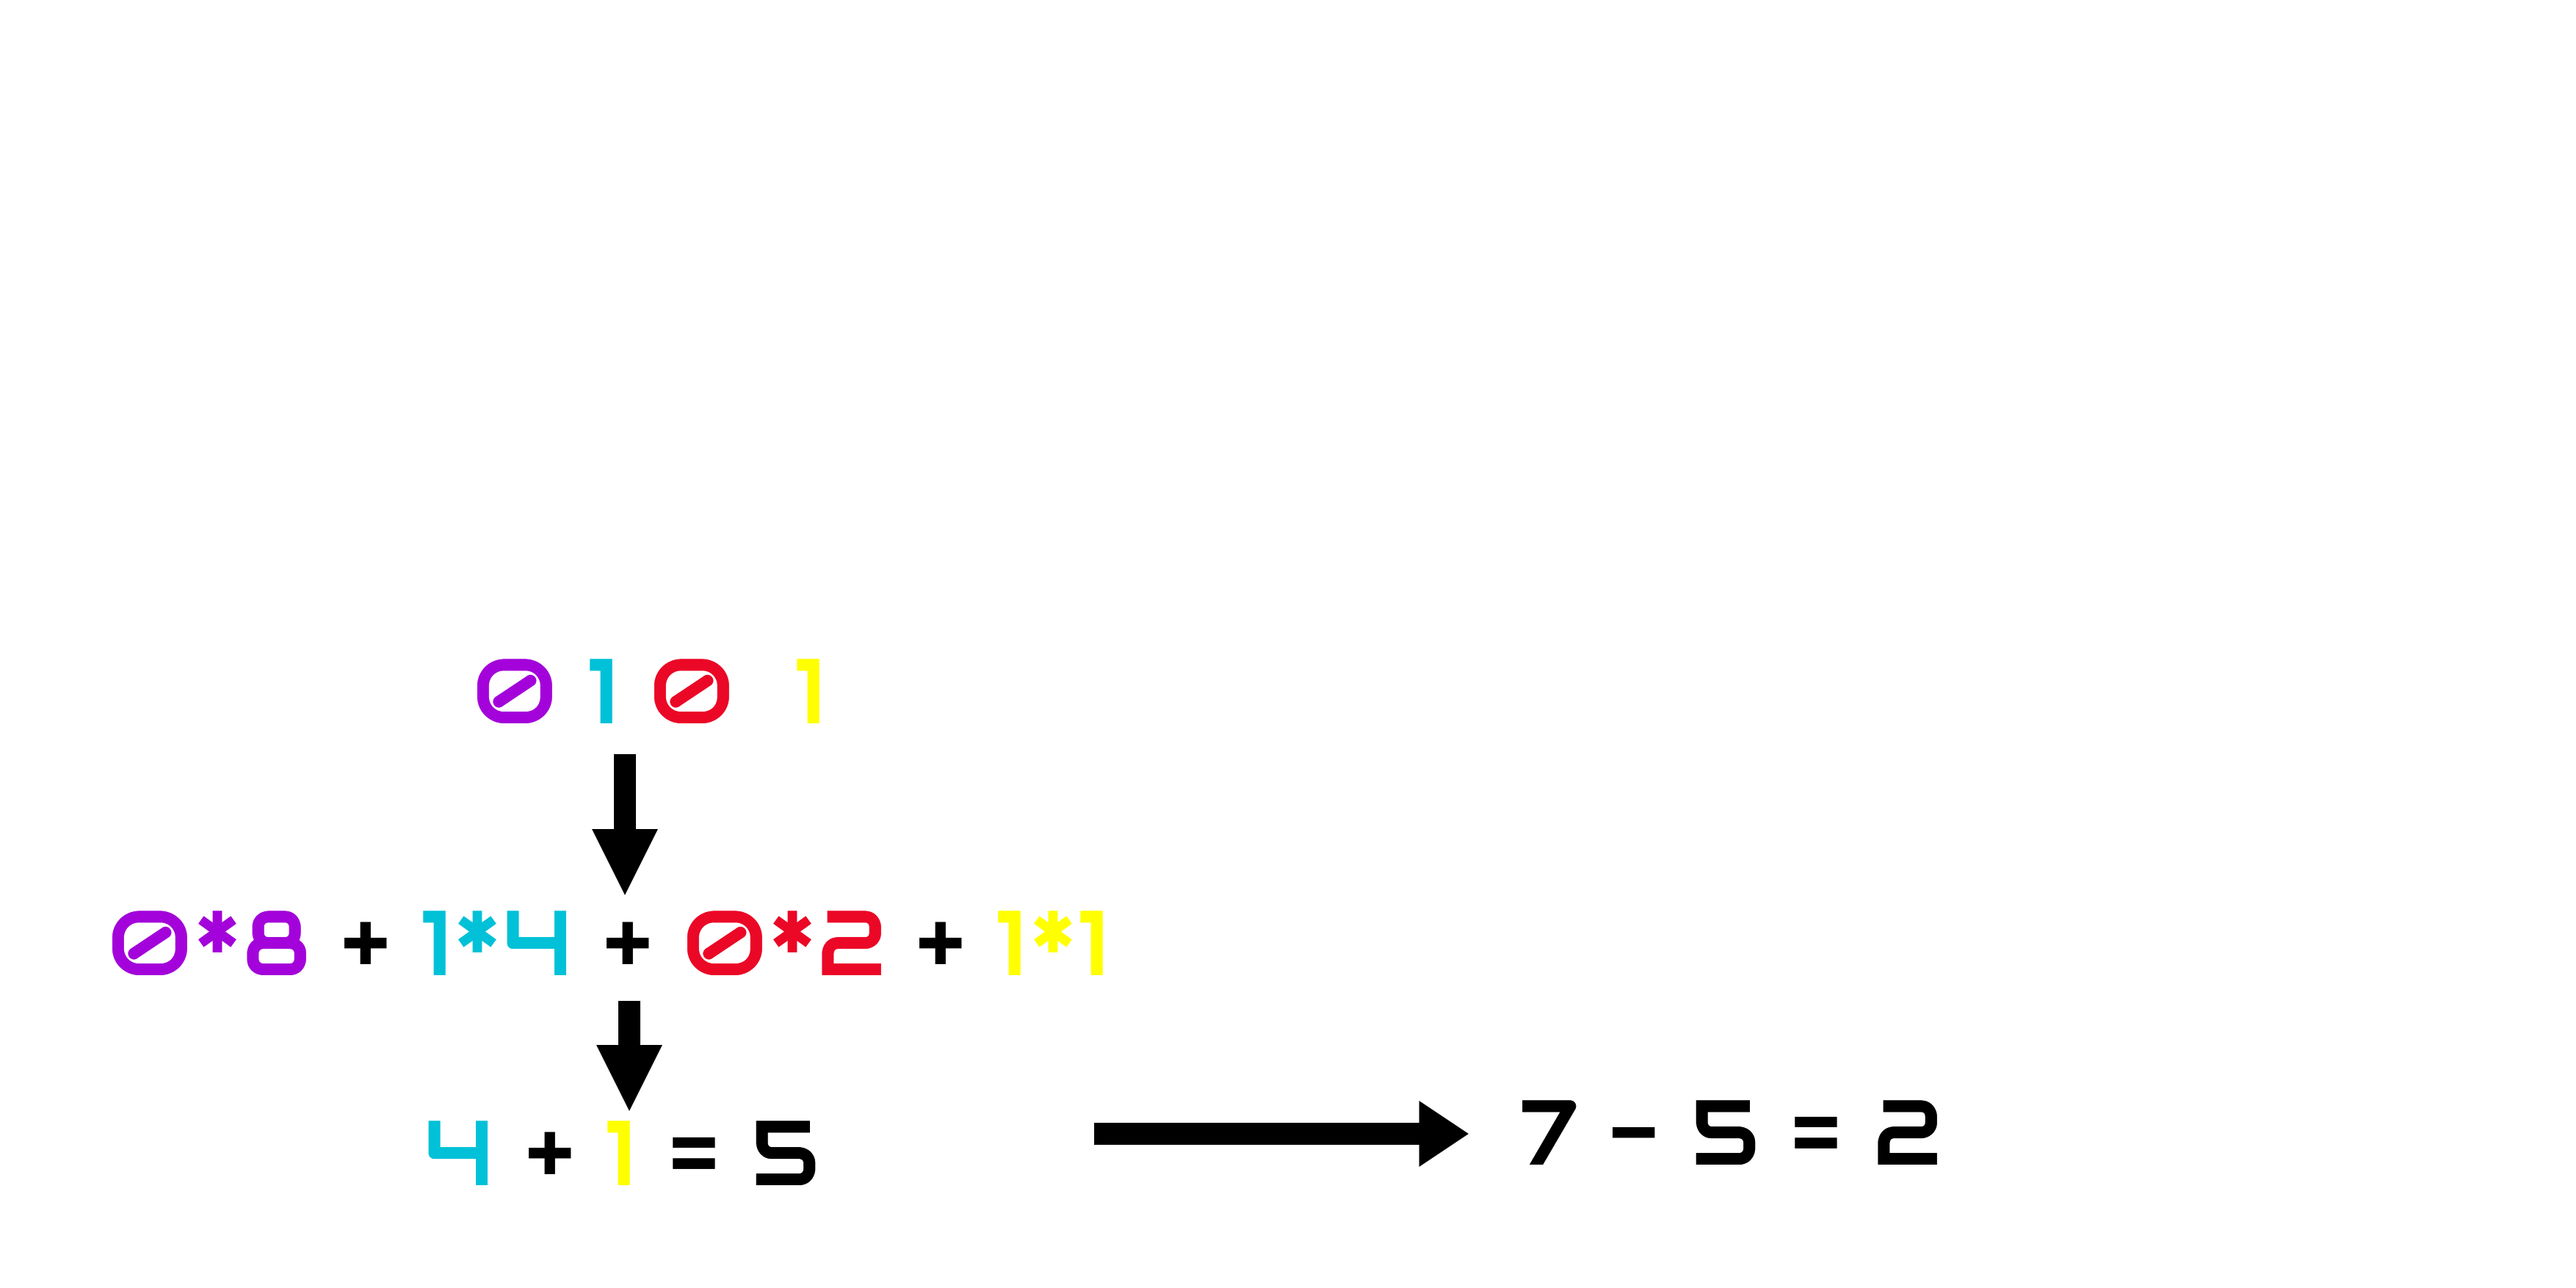 0 1 0 1
0*8 + 1*4 + 0*2 + 1*1
4 + 1 = 5
7 - 5 = 2